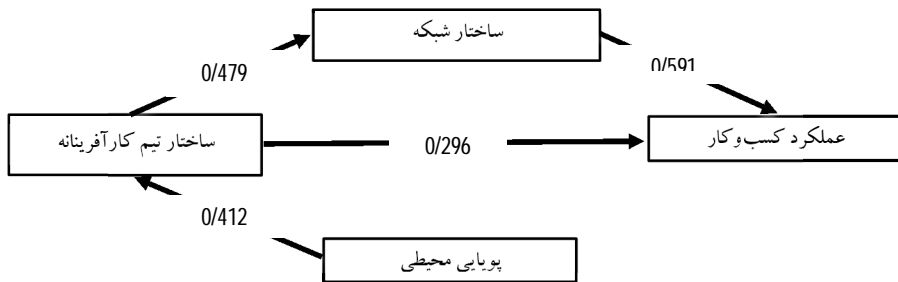 ساختار شبکه
0/479
0/591
ساختار تیم کارآفرینانه
0/296
عملکرد کسب‌وکار
0/412
پویایی محیطی